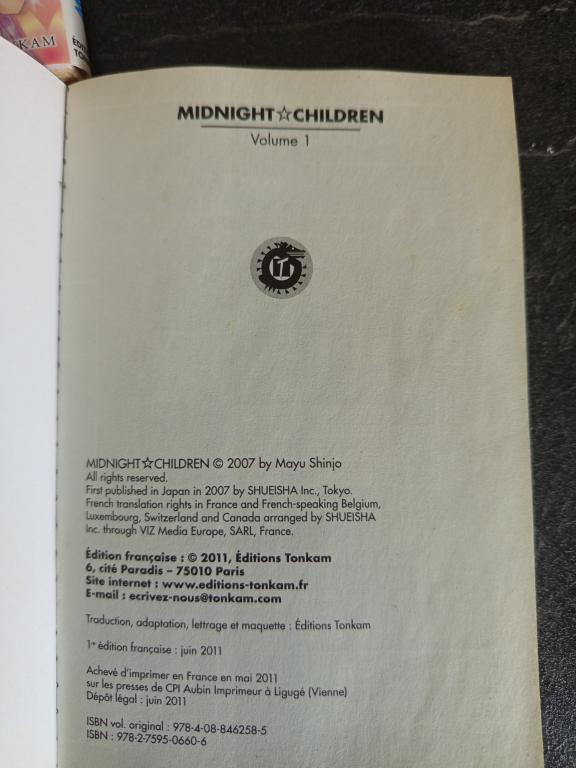 KAM
MIDNIGHT☆CHILDREN
Volume 1
MIDNIGHT☆CHILDREN © 2007 by Mayu Shinjo
All rights reserved.
First published in Japan in 2007 by SHUEISHA Inc., Tokyo.
French translation rights in France and French-speaking Belgium,
Luxembourg, Switzerland and Canada arranged by SHUEISHA
Inc. through VIZ Media Europe, SARL, France.
Édition française : © 2011, Éditions Tonkam
6, cité Paradis – 75010 Paris
Site internet : www.editions-tonkam.fr
E-mail : ecrivez-nous@tonkam.com
Traduction, adaptation, lettrage et maquette : Éditions Tonkam
1re édition française : juin 2011
Achevé d'imprimer en France en mai 2011
sur les presses de CPI Aubin Imprimeur à Ligugé (Vienne)
Dépôt légal : juin 2011
ISBN vol. original : 978-4-08-846258-5
ISBN : 978-2-7595-0660-6